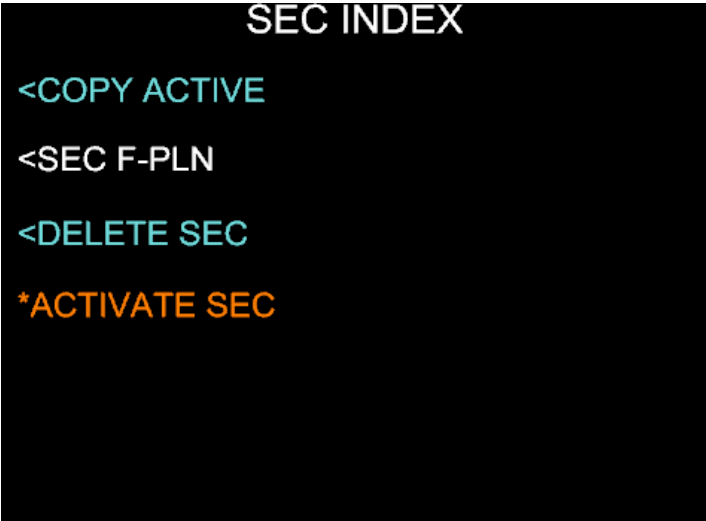 SEC INDEX
<COPY ACTIVE
<SEC F-PLN
<DELETE SEC
*ACTIVATE SEC